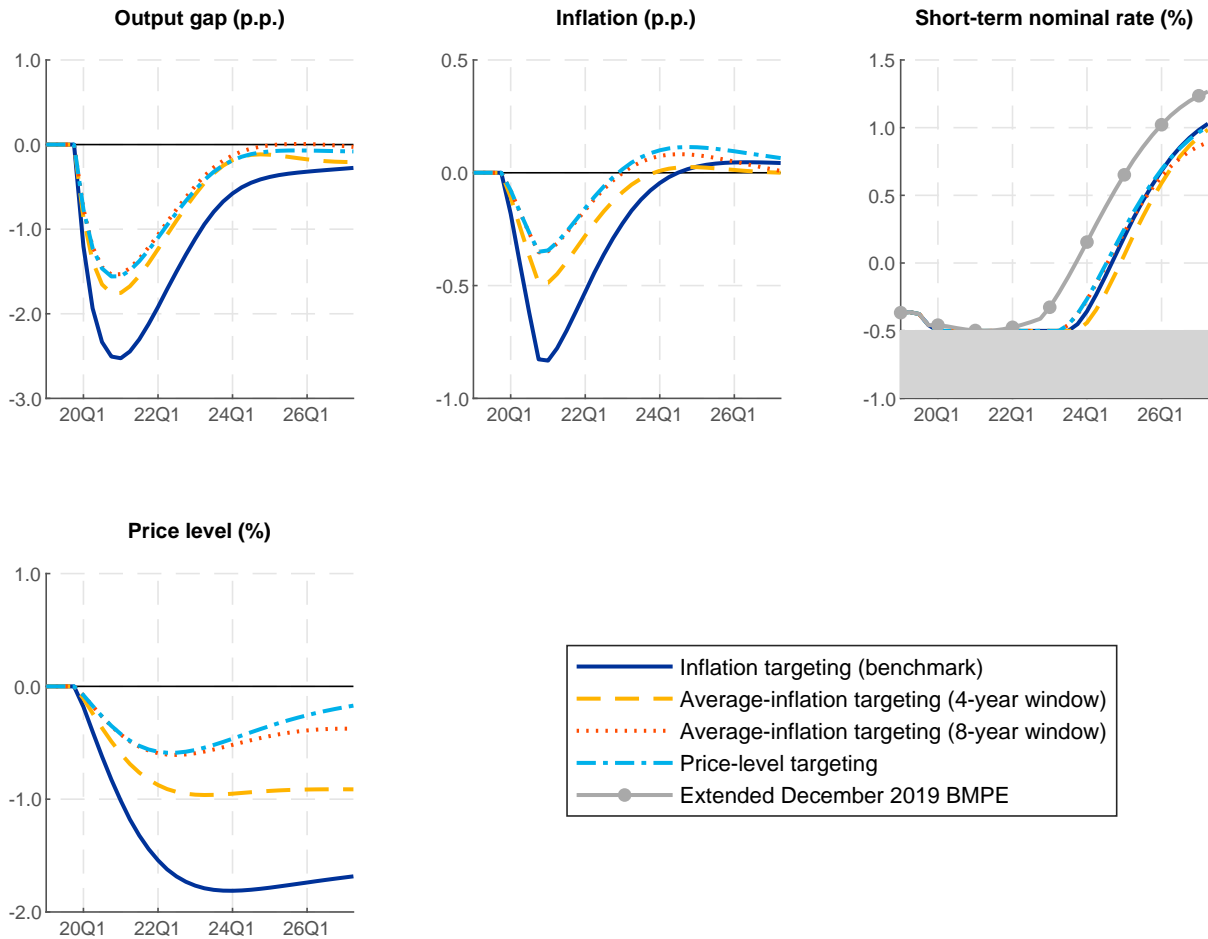 Output gap (p.p.)
1.0
0.0
-1.0
-2.0
-3.0
20Q1 22Q1 24Q1 26Q1
Inflation (p.p.)
0.5
0.0
-0.5
-1.0
20Q1 22Q1 24Q1 26Q1
Short-term nominal rate (%)
1.5
1.0
0.5
0.0
-0.5
-1.0
20Q1 24Q1 26Q1
Price level (%)
1.0
0.0
-1.0
-2.0
20Q1 22Q1 24Q1 26Q1
Inflation targeting (benchmark)
Average-inflation targeting (4-year window)
Average-inflation targeting (8-year window)
Price-level targeting
Extended December 2019 BMPE